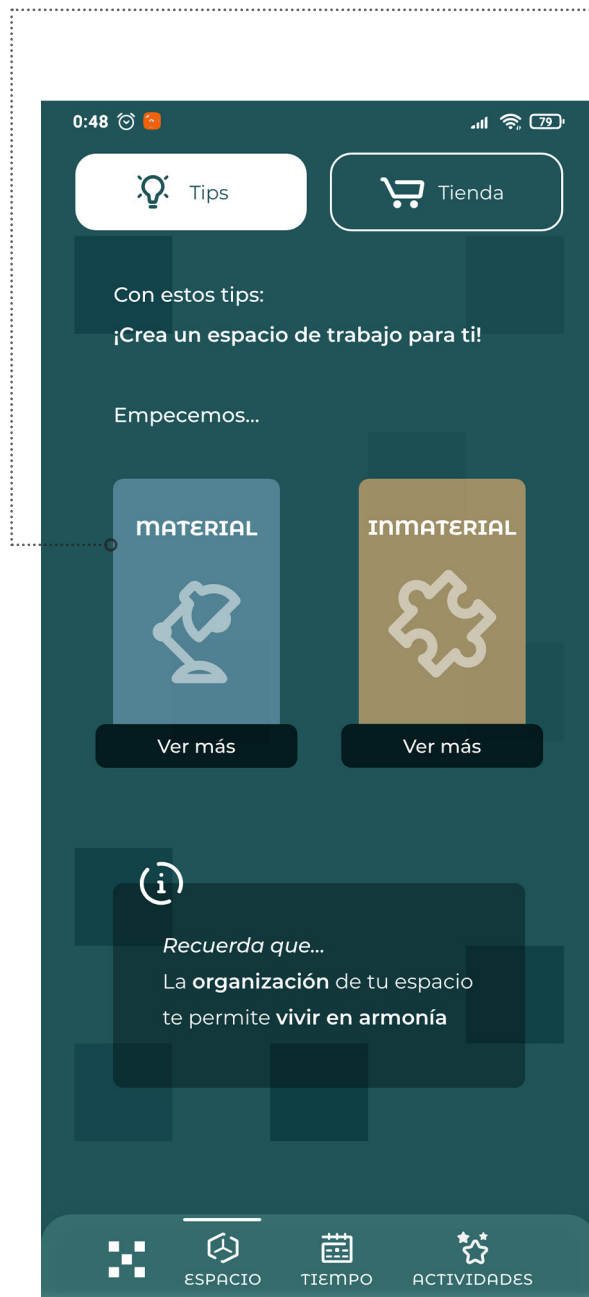 0:48
79
Tips
Tienda
Con estos tips:
¡Crea un espacio de trabajo para ti!
Empecemos...
MATERIAL
INMATERIAL
Ver más
Ver más
Recuerda que...
La organización de tu espacio
te permite vivir en armonía
ESPACIO
TIEMPO
ACTIVIDADES